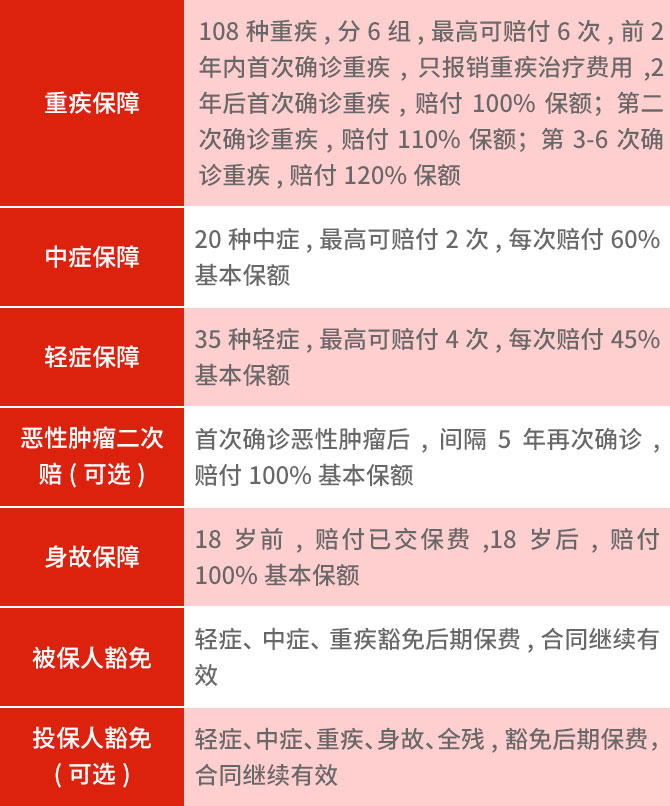 重疾保障
108 种重疾 , 分 6 组 , 最高可赔付 6 次 , 前 2
年内首次确诊重疾 , 只报销重疾治疗费用 ,2
年后首次确诊重疾 , 赔付 100% 保额；第二
次确诊重疾 , 赔付 110% 保额；第 3-6 次确
诊重疾 , 赔付 120% 保额
中症保障
20 种中症 , 最高可赔付 2 次 , 每次赔付 60%
基本保额
轻症保障
35 种轻症 , 最高可赔付 4 次 , 每次赔付 45%
基本保额
恶性肿瘤二次
赔 ( 可选 )
首次确诊恶性肿瘤后 , 间隔 5 年再次确诊 ,
赔付 100% 基本保额
身故保障
18 岁前 , 赔付已交保费 ,18 岁后 , 赔付
100% 基本保额
被保人豁免
轻症、中症、重疾豁免后期保费 , 合同继续有
效
投保人豁免
( 可选 )
轻症、中症、重疾、身故、全残 , 豁免后期保费，
合同继续有效